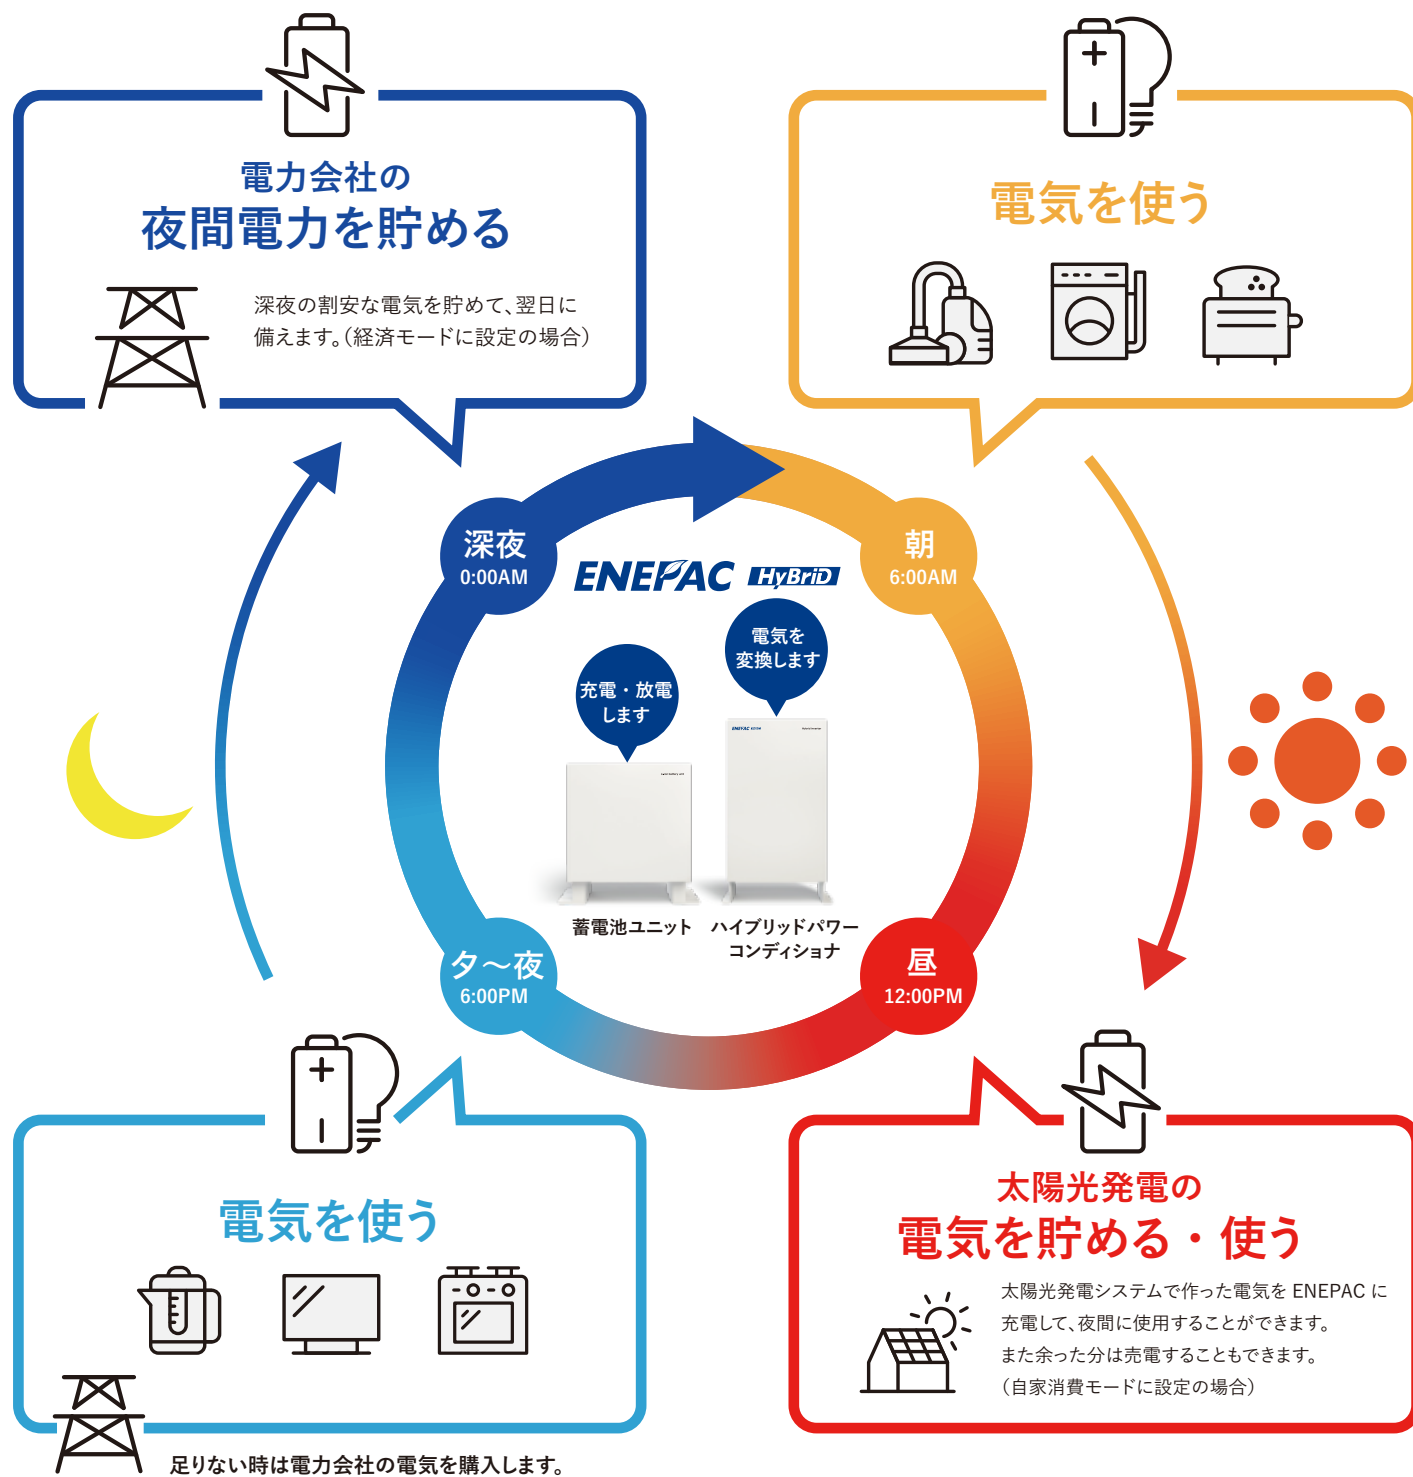 電力会社の
夜間電力を貯める
深夜の割安な電気を貯めて、翌日に
備えます。(経済モードに設定の場合)
電気を使う
深夜
0:00AM
朝
6:00AM
ENEPAC HyBriD
電気を
変換します
充電・放電
します
ENEPAC
蓄電池ユニット
ハイブリッドパワー
コンディショナ
夕～夜
6:00PM
昼
12:00PM
電気を使う
足りない時は電力会社の電気を購入します。
太陽光発電の
電気を貯める・使う
太陽光発電システムで作った電気を ENEPAC に
充電して、夜間に使用することができます。
また余った分は売電することもできます。
(自家消費モードに設定の場合)